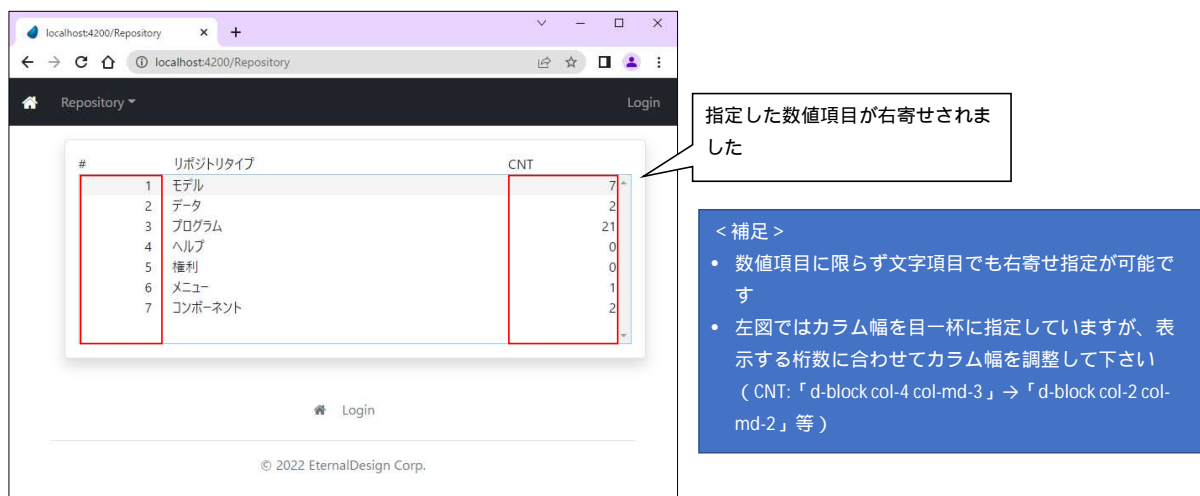 localhost:4200/Repository
localhost:4200/Repository
Repository
Login
# リポジトリタイプ CNT
1 モデル 7
2 データ 2
3 プログラム 21
4 ヘルプ 0
5 権利 0
6 メニュー 1
7 コンポーネント 2
Login
© 2022 EternalDesign Corp.
指定した数値項目が右寄せされま
した
<補足>
• 数値項目に限らず文字項目でも右寄せ指定が可能で
す
• 左図ではカラム幅を目一杯に指定していますが、表
示する桁数に合わせてカラム幅を調整して下さい
(CNT:「d-block col-4 col-md-3」→「d-block col-2 col-
md-2」等)